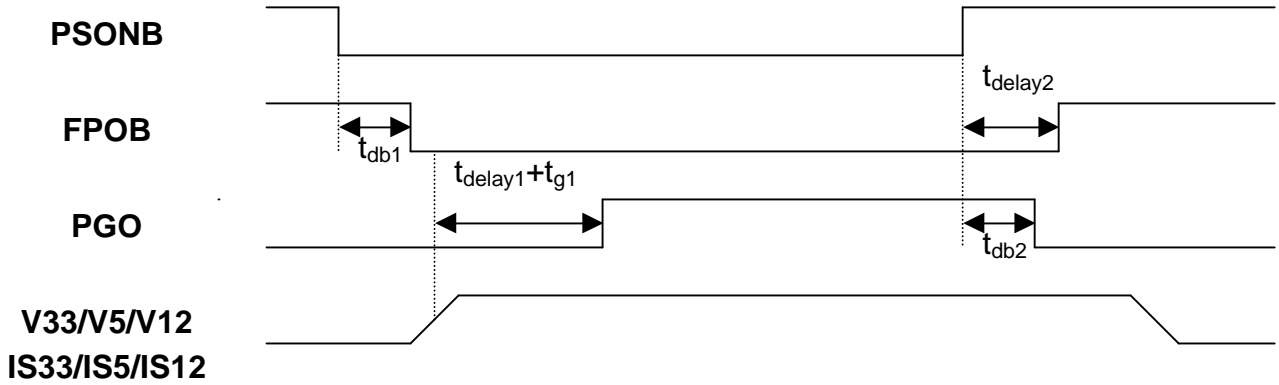 PSONB
t_delay2
FPOB
t_db1
t_delay1+t_g1
PGO
t_db2
V33/V5/V12
IS33/IS5/IS12